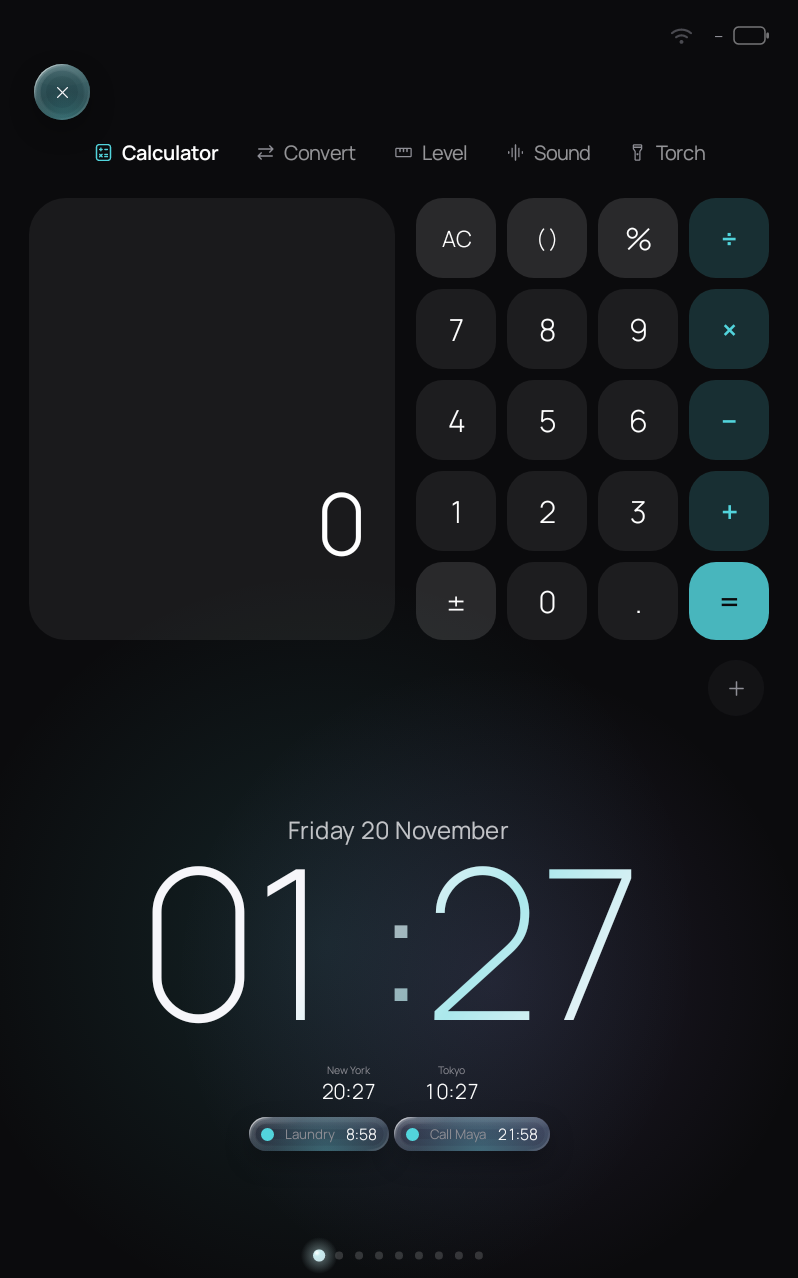 –
Calculator Convert Level Sound Torch
0
AC ( ) % ÷
7 8 9 ×
4 5 6 −
1 2 3 +
± 0 . =
+
Friday 20 November
01:27
New York Tokyo
20:27 10:27
Laundry 8:58 Call Maya 21:58